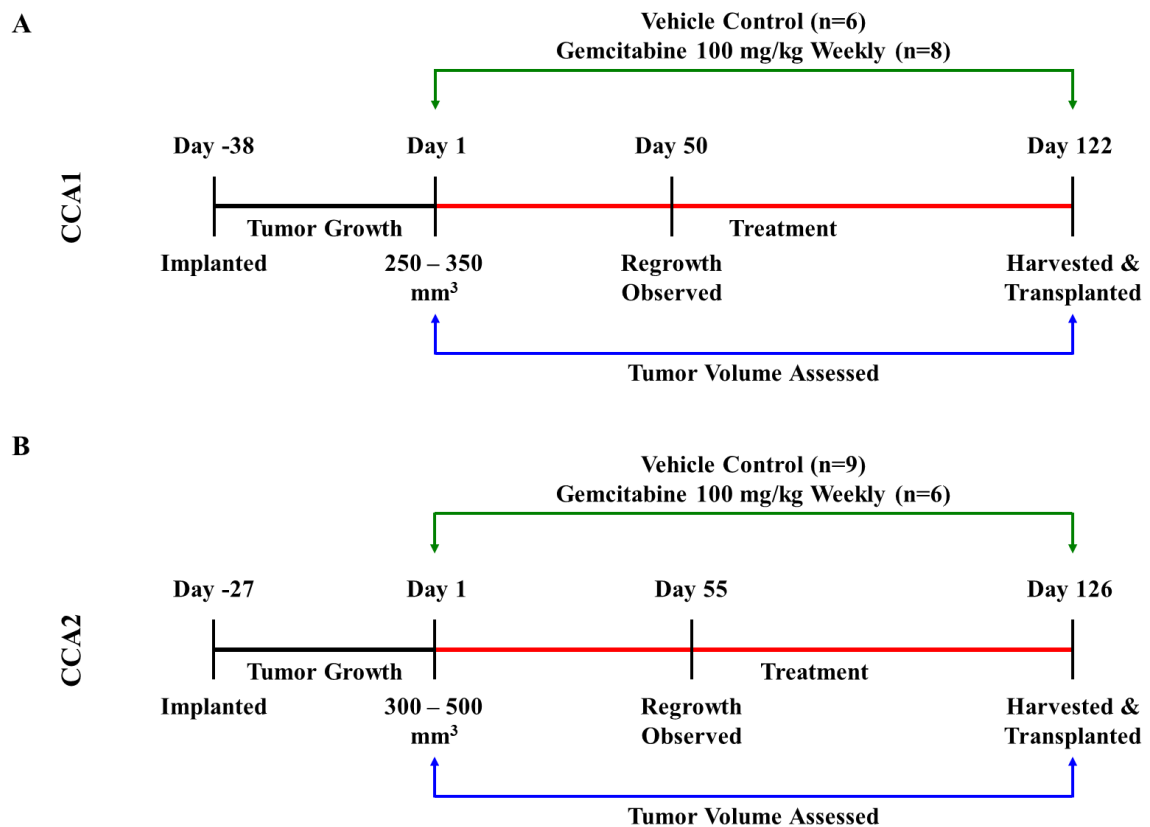 A
Vehicle Control (n=6)
Gemcitabine 100 mg/kg Weekly (n=8)
Day -38
Day 1
Day 50
Day 122
CCA1
Tumor Growth
Treatment
Implanted
250 – 350
mm³
Regrowth
Observed
Harvested &
Transplanted
Tumor Volume Assessed
B
Vehicle Control (n=9)
Gemcitabine 100 mg/kg Weekly (n=6)
Day -27
Day 1
Day 55
Day 126
CCA2
Tumor Growth
Treatment
Implanted
300 – 500
mm³
Regrowth
Observed
Harvested &
Transplanted
Tumor Volume Assessed